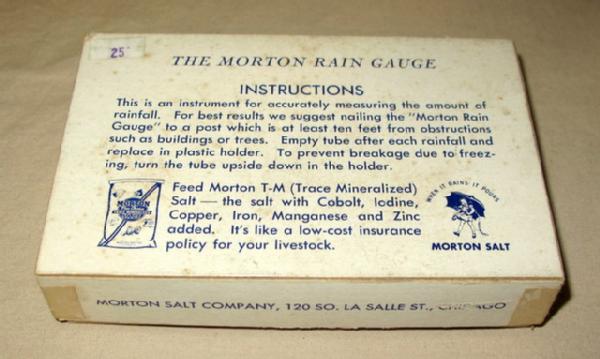 25
THE MORTON RAIN GAUGE
INSTRUCTIONS
This is an instrument for accurately measuring the amount of
rainfall. For best results we suggest nailing the "Morton Rain
Gauge" to a post which is at least ten feet from obstructions
such as buildings or trees. Empty tube after each rainfall and
replace in plastic holder. To prevent breakage due to freez-
ing, turn the tube upside down in the holder.
Feed Morton T-M (Trace Mineralized)
Salt — the salt with Cobolt, Iodine,
Copper, Iron, Manganese and Zinc
added. It's like a low-cost insurance
policy for your livestock.
MORTON
WHEN IT RAINS IT POURS
MORTON SALT
MORTON SALT COMPANY, 120 SO. LA SALLE ST., CHICAGO